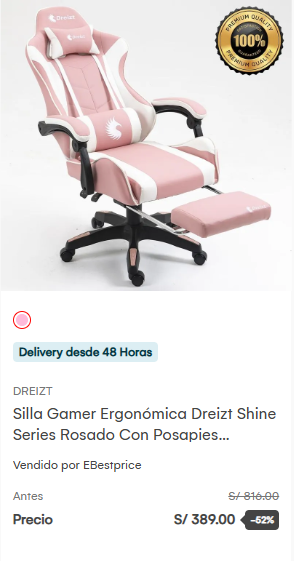 Dreizt
PREMIUM QUALITY
100%
PREMIUM QUALITY
Delivery desde 48 Horas
DREIZT
Silla Gamer Ergonómica Dreizt Shine
Series Rosado Con Posapies...
Vendido por EBestprice
Antes S/ 816.00
Precio S/ 389.00 -52%